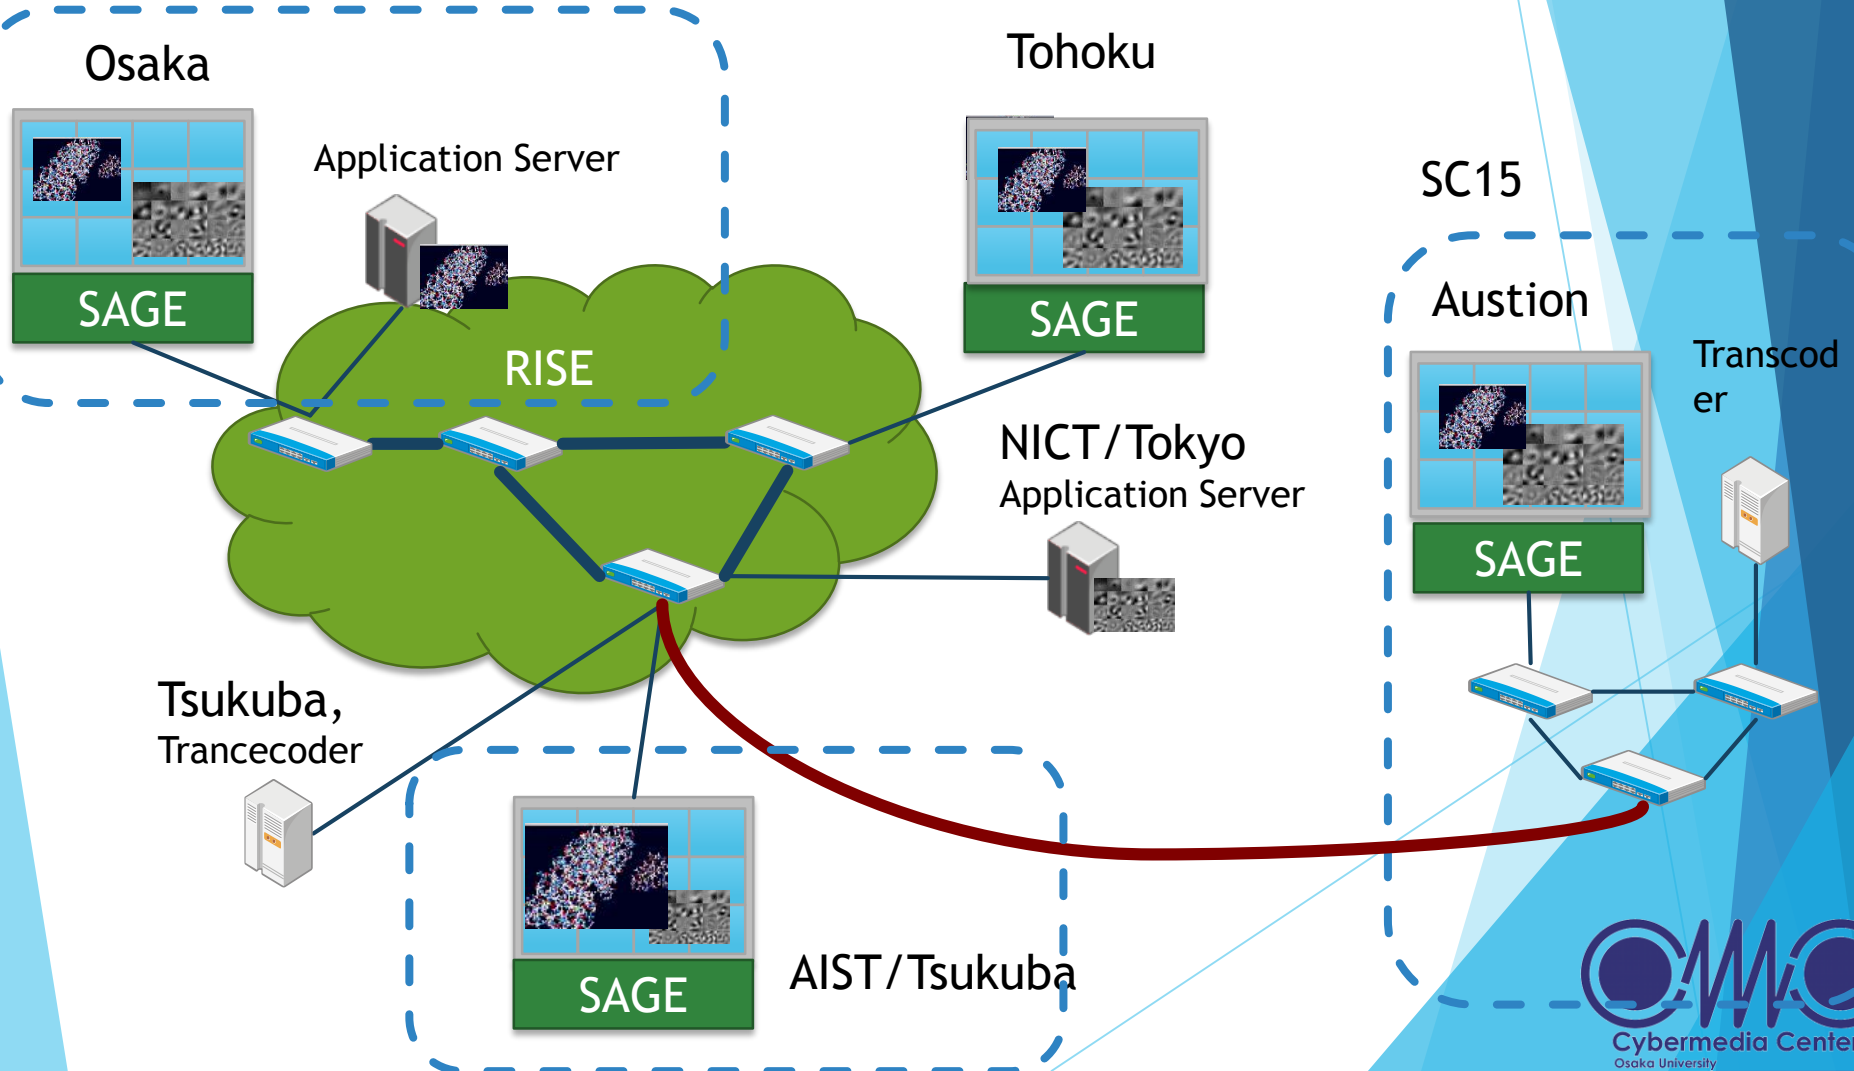 Osaka
Tohoku
Application Server
SC15
SAGE
SAGE
Austion
RISE
Transcod
er
NICT/Tokyo
Application Server
SAGE
Tsukuba,
Trancecoder
AIST/Tsukuba
SAGE
CMC
Cybermedia Center
Osaka University